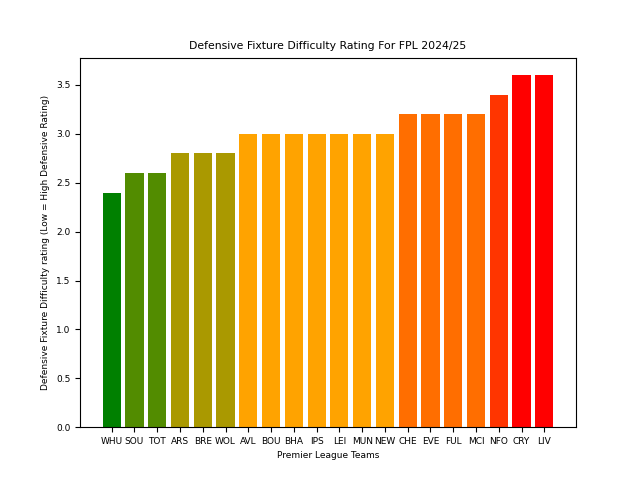 Defensive Fixture Difficulty Rating For FPL 2024/25
Defensive Fixture Difficulty rating (Low = High Defensive Rating)
3.5
3.0
2.5
2.0
1.5
1.0
0.5
0.0
WHU SOU TOT ARS BRE WOL AVL BOU BHA IPS LEI MUN NEW CHE EVE FUL MCI NFO CRY LIV
Premier League Teams